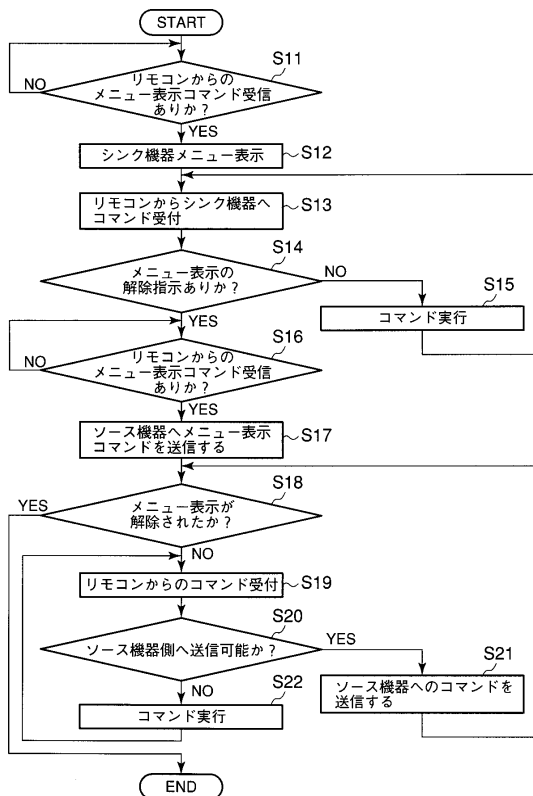 START
S11
リモコンからの
メニュー表示コマンド受信
ありか?
NO
YES
シンク機器メニュー表示
S12
リモコンからシンク機器へ
コマンド受付
S13
S14
メニュー表示の
解除指示ありか?
NO
S15
コマンド実行
YES
S16
リモコンからの
メニュー表示コマンド受信
ありか?
NO
YES
ソース機器へメニュー表示
コマンドを送信する
S17
S18
メニュー表示が
解除されたか?
YES
NO
リモコンからのコマンド受付
S19
S20
ソース機器側へ送信可能か?
YES
S21
ソース機器へのコマンドを
送信する
NO
S22
コマンド実行
END